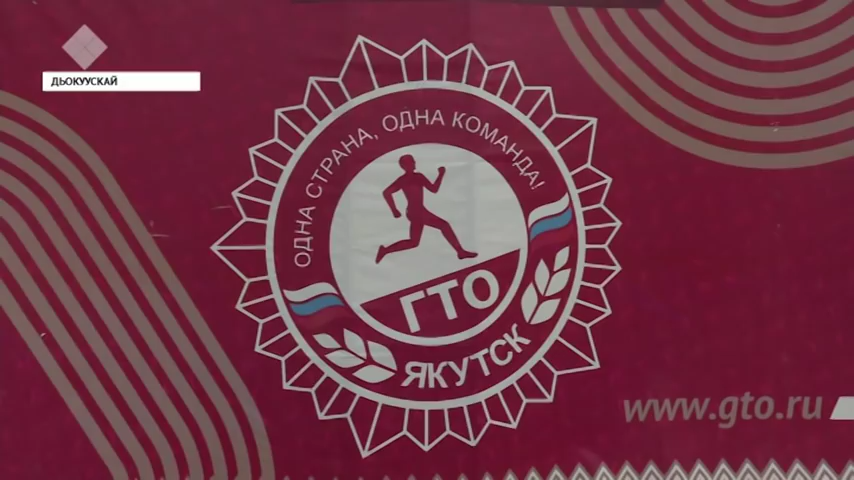 ДЬОКУУСКАЙ
ОДНА СТРАНА, ОДНА КОМАНДА!
ГТО
ЯКУТСК
www.gto.ru